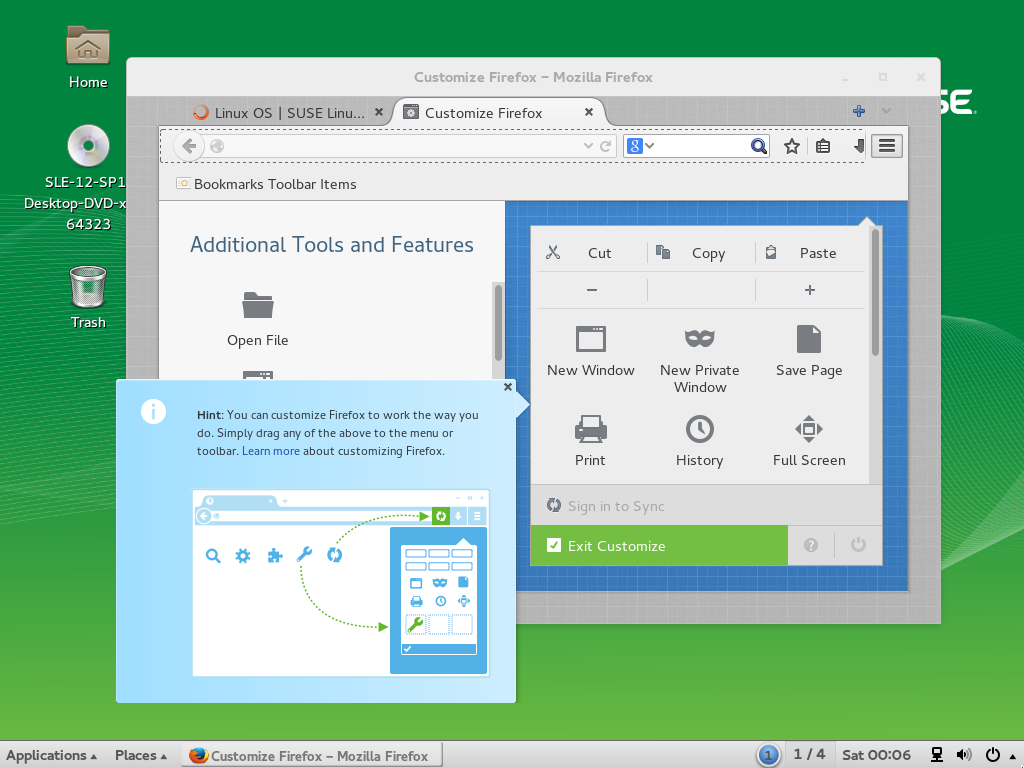 Home
SLE-12-SP1
Desktop-DVD-x
64323
Trash
SE
Customize Firefox – Mozilla Firefox
Linux OS | SUSE Linu...
Customize Firefox
8
Bookmarks Toolbar Items
Additional Tools and Features
Open File
Cut
Copy
Paste
−
+
New Window
New Private
Window
Save Page
Print
History
Full Screen
Sign in to Sync
Exit Customize
?
Hint: You can customize Firefox to work the way you
do. Simply drag any of the above to the menu or
toolbar. Learn more about customizing Firefox.
Applications
Places
Customize Firefox – Mozilla Firefox
1
1 / 4
Sat 00:06